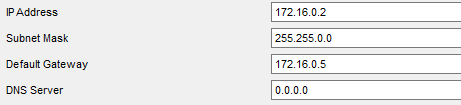 IP Address 172.16.0.2
Subnet Mask 255.255.0.0
Default Gateway 172.16.0.5
DNS Server 0.0.0.0